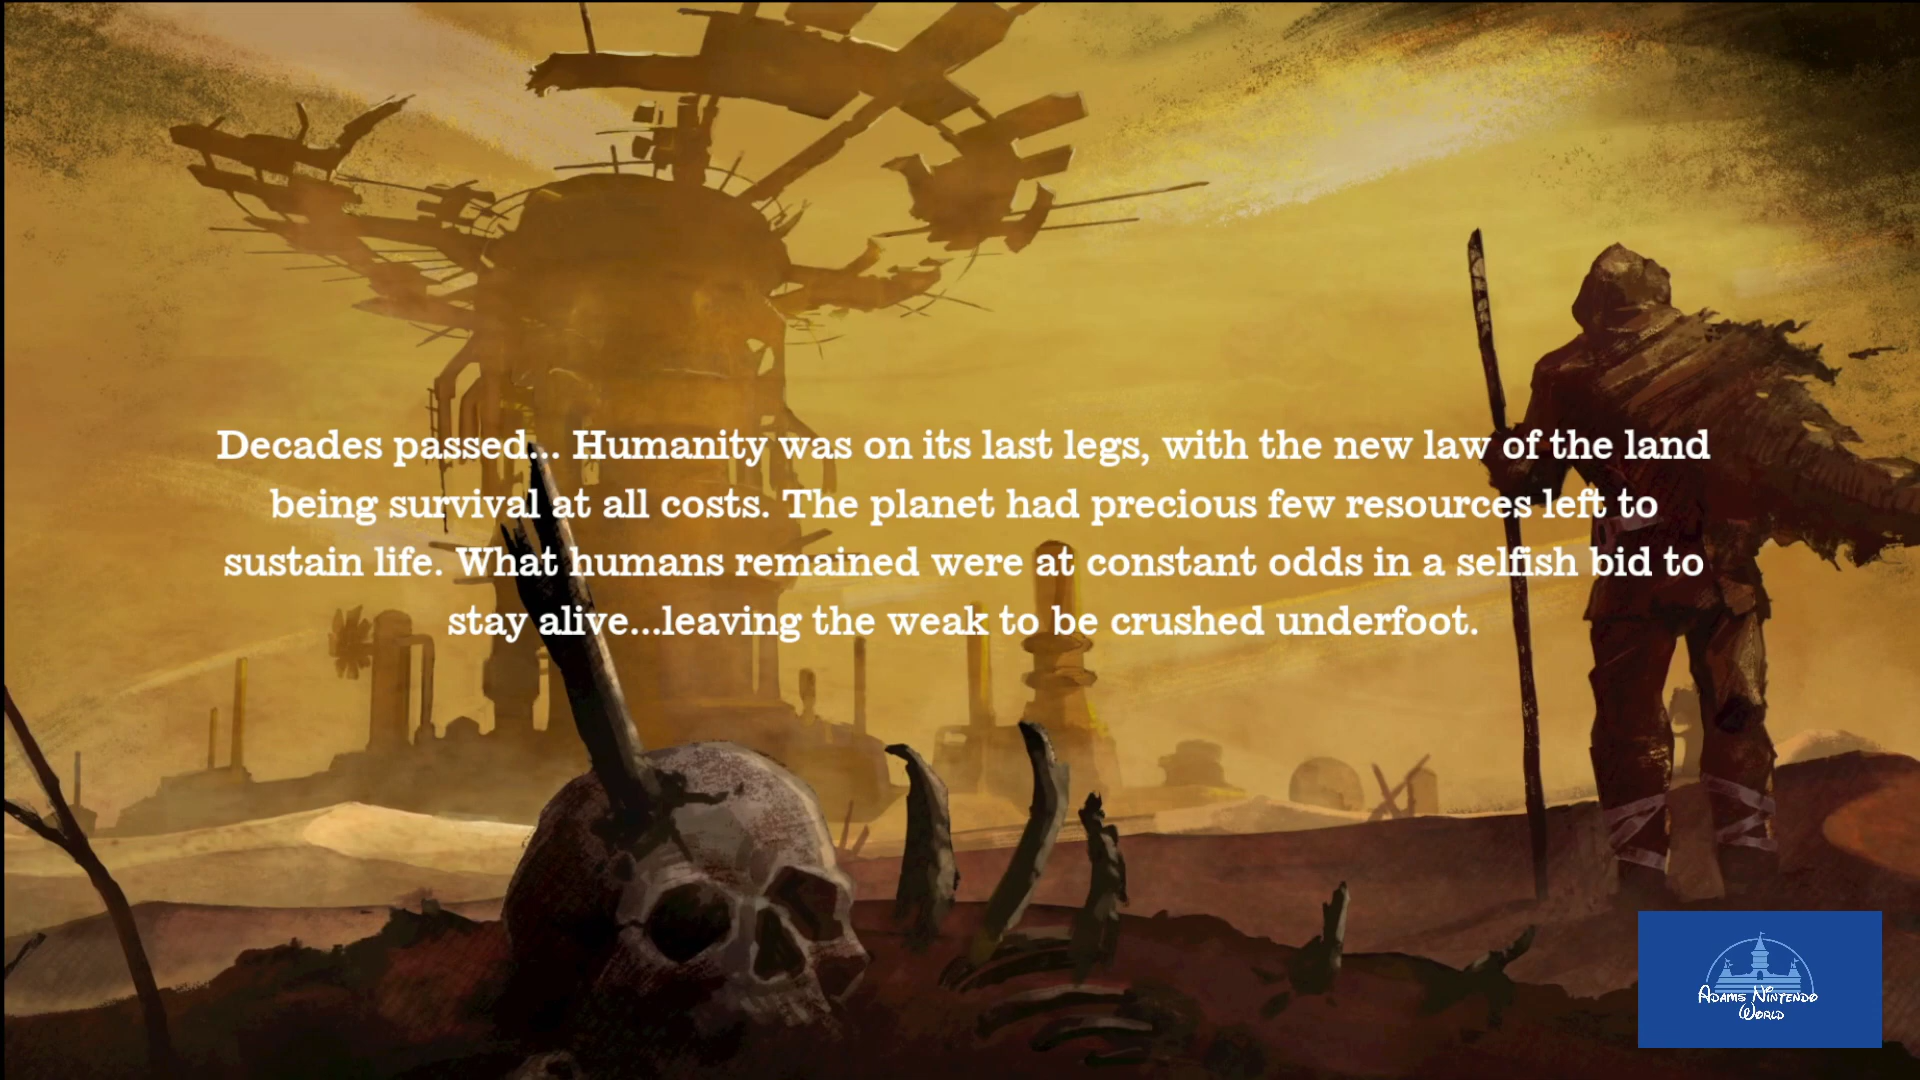 Decades passed... Humanity was on its last legs, with the new law of the land
being survival at all costs. The planet had precious few resources left to
sustain life. What humans remained were at constant odds in a selfish bid to
stay alive...leaving the weak to be crushed underfoot.
Adams Nintendo
World